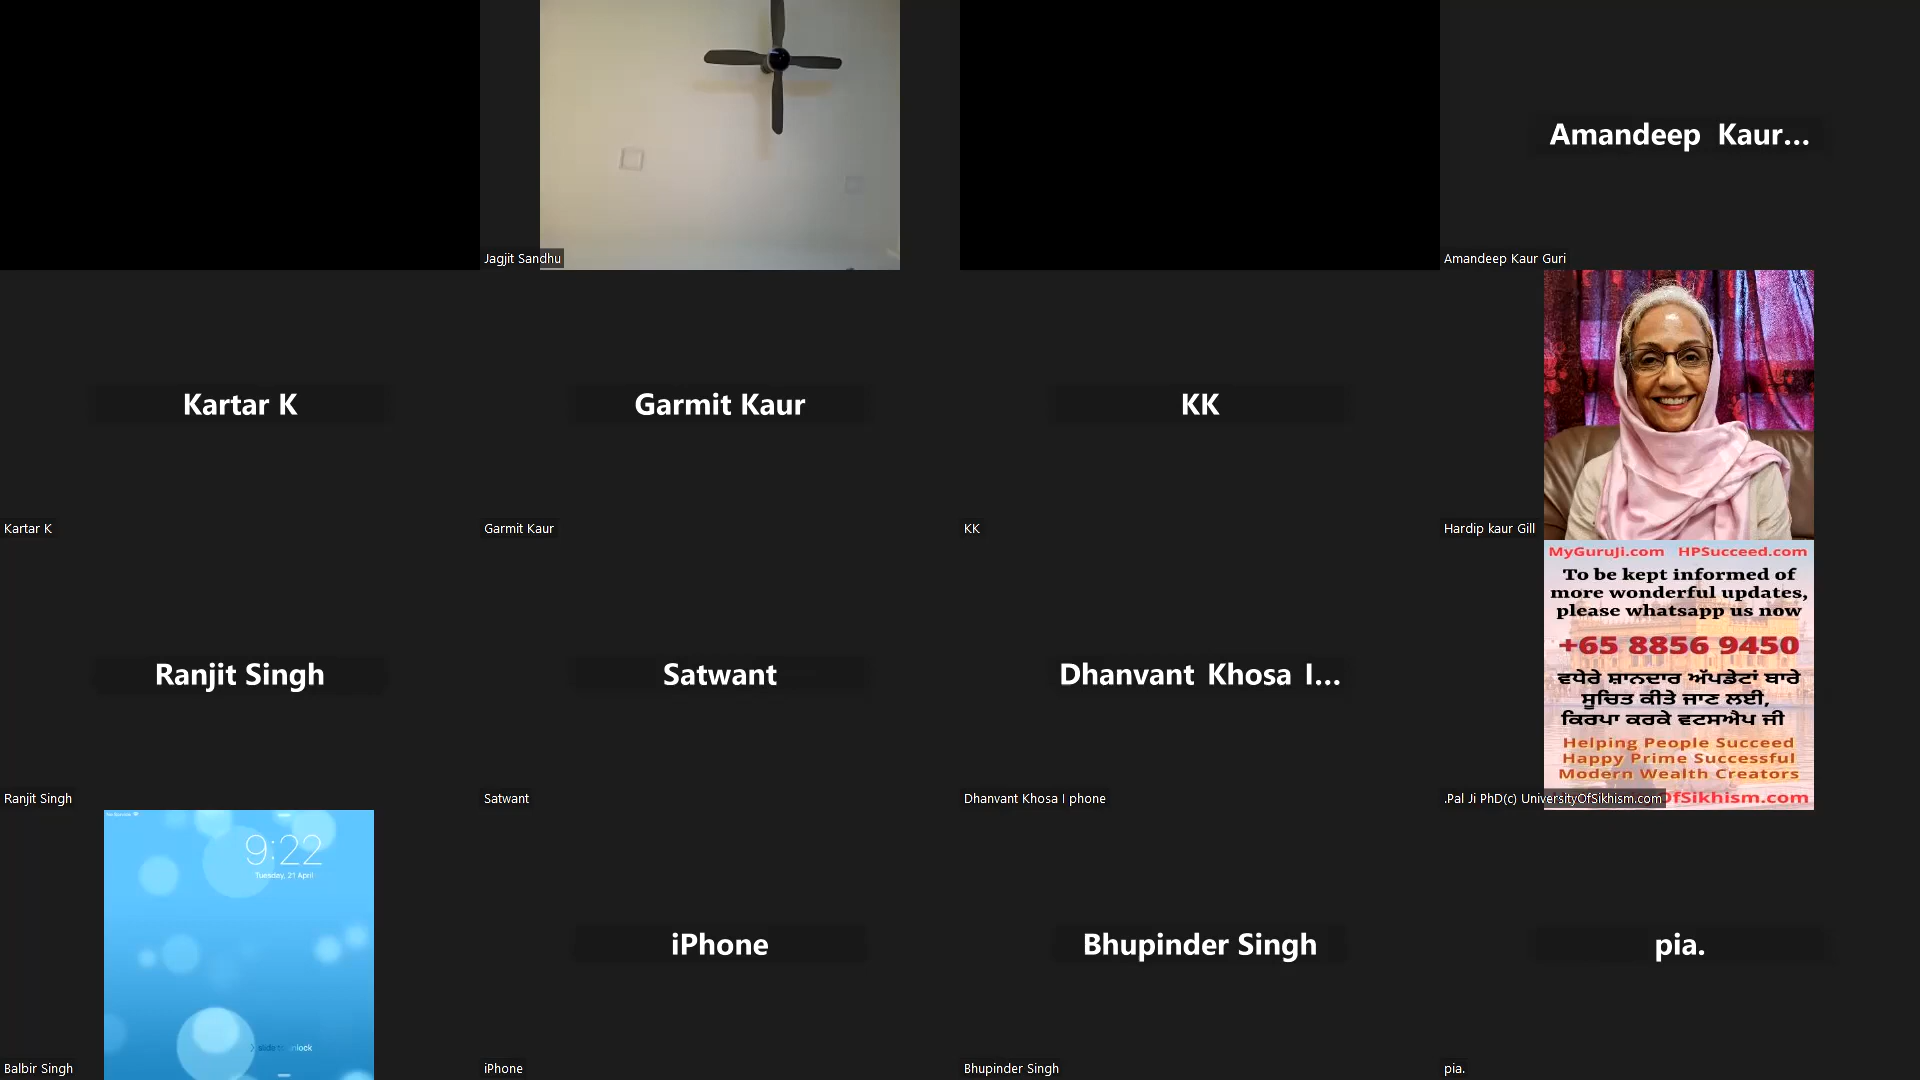 Amandeep Kaur...
Jagjit Sandhu
Amandeep Kaur Guri
Kartar K
Garmit Kaur
KK
Kartar K
Garmit Kaur
KK
Hardip kaur Gill
MyGuruJi.com HPSucceed.com
To be kept informed of
more wonderful updates,
please whatsapp us now
+65 8856 9450
ਵਧੇਰੇ ਸ਼ਾਨਦਾਰ ਅੱਪਡੇਟਾਂ ਬਾਰੇ
ਸੂਚਿਤ ਕੀਤੇ ਜਾਣ ਲਈ,
ਕਿਰਪਾ ਕਰਕੇ ਵਟਸਐਪ ਜੀ
Helping People Succeed
Happy Prime Successful
Modern Wealth Creators
OfSikhism.com
Ranjit Singh
Satwant
Dhanvant Khosa I...
Ranjit Singh
Satwant
Dhanvant Khosa I phone
.Pal Ji PhD(c) UniversityOfSikhism.com
9:22
Tuesday, 21 April
iPhone
Bhupinder Singh
pia.
Balbir Singh
iPhone
Bhupinder Singh
pia.